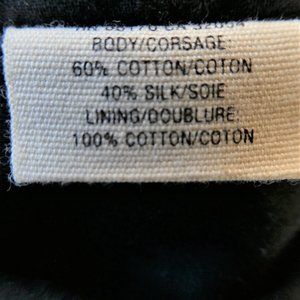 BODY/CORSAGE:
60% COTTON/COTON
40% SILK/SOIE
LINING/DOUBLURE:
100% COTTON/COTON